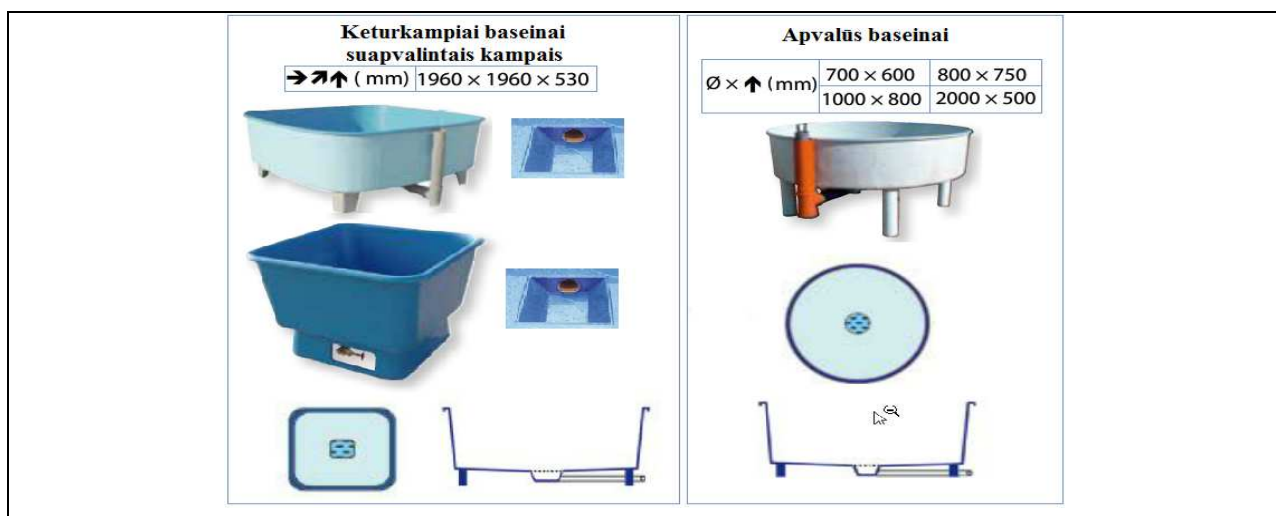 Keturkampiai baseinai
suapvalintais kampais
➔➚⬆ ( mm) 1960 × 1960 × 530
Apvalūs baseinai
Ø × ⬆ (mm) 700 × 600 800 × 750
1000 × 800 2000 × 500